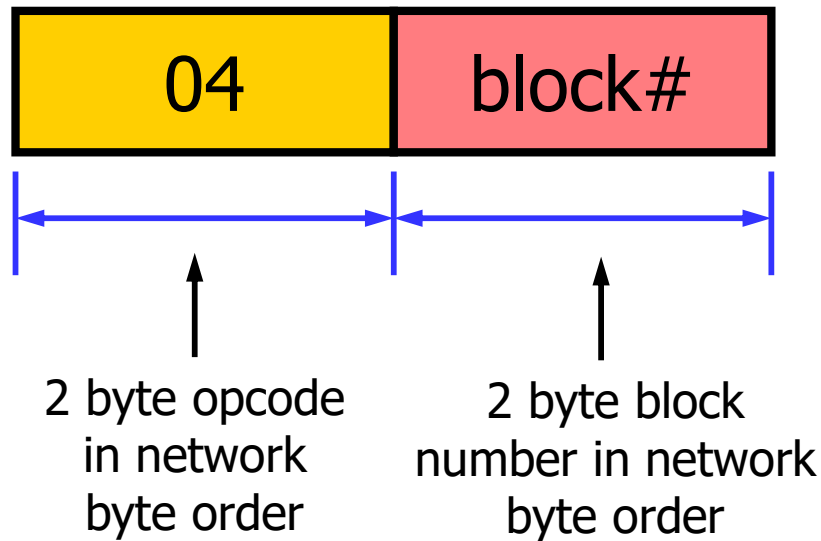 04
block#
2 byte opcode
in network
byte order
2 byte block
number in network
byte order